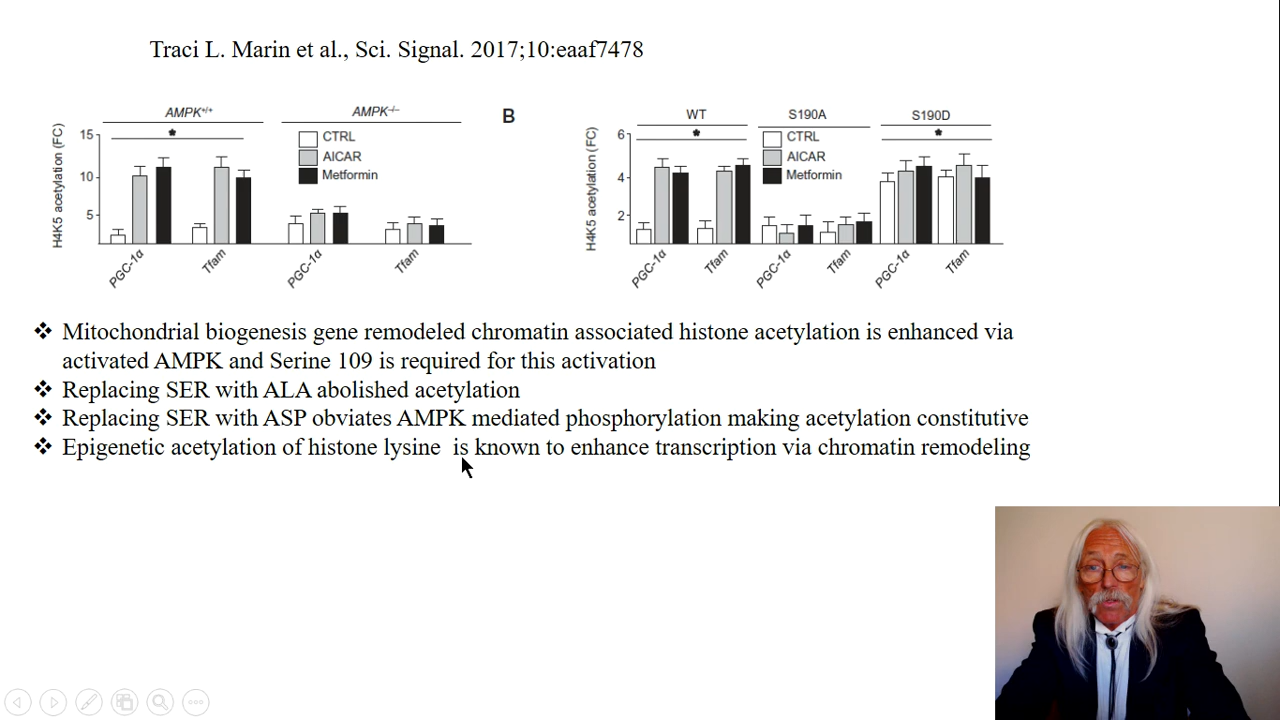 Traci L. Marin et al., Sci. Signal. 2017;10:eaaf7478
AMPK+/+
AMPK–/–
*
H4K5 acetylation (FC)
15
10
5
CTRL
AICAR
Metformin
PGC-1α
Tfam
PGC-1α
Tfam
B
WT
S190A
S190D
*
*
H4K5 acetylation (FC)
6
4
2
CTRL
AICAR
Metformin
PGC-1α
Tfam
PGC-1α
Tfam
PGC-1α
Tfam
❖ Mitochondrial biogenesis gene remodeled chromatin associated histone acetylation is enhanced via
activated AMPK and Serine 109 is required for this activation
❖ Replacing SER with ALA abolished acetylation
❖ Replacing SER with ASP obviates AMPK mediated phosphorylation making acetylation constitutive
❖ Epigenetic acetylation of histone lysine is known to enhance transcription via chromatin remodeling